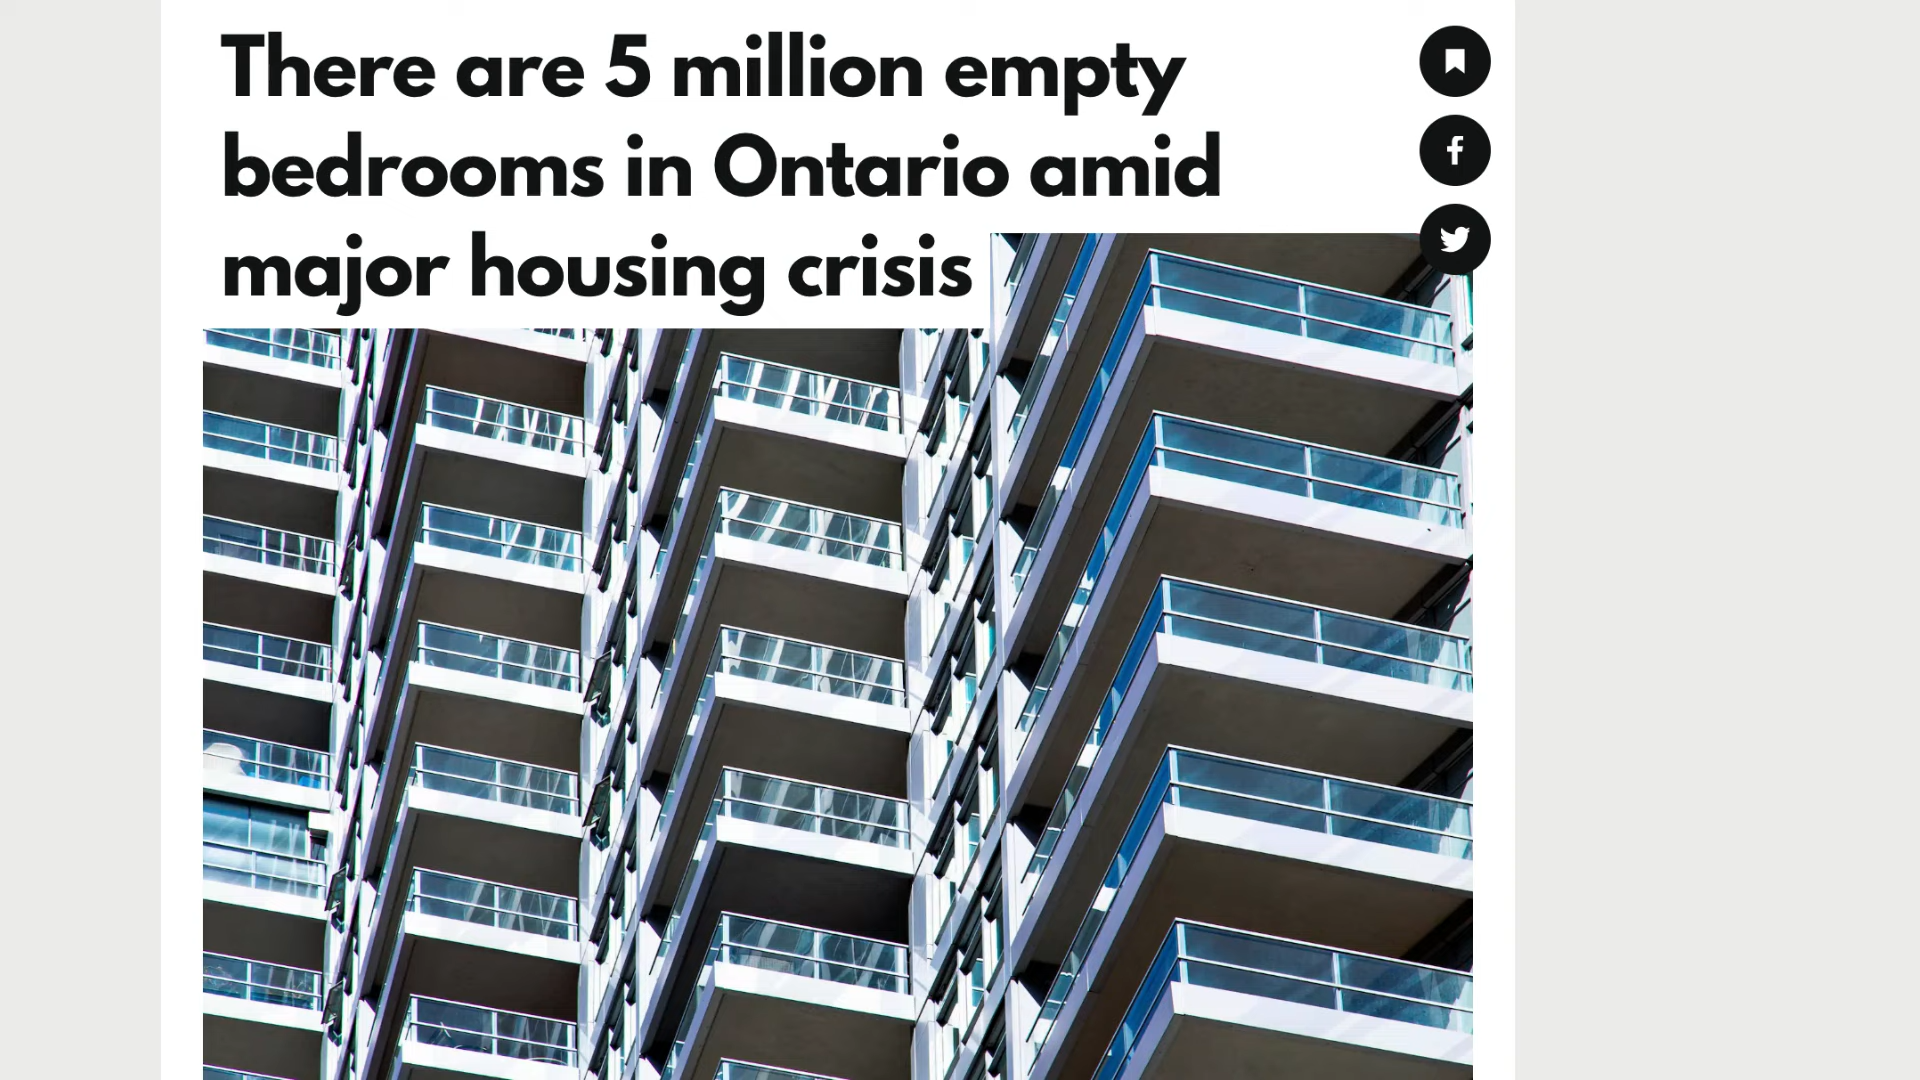 There are 5 million empty
bedrooms in Ontario amid
major housing crisis